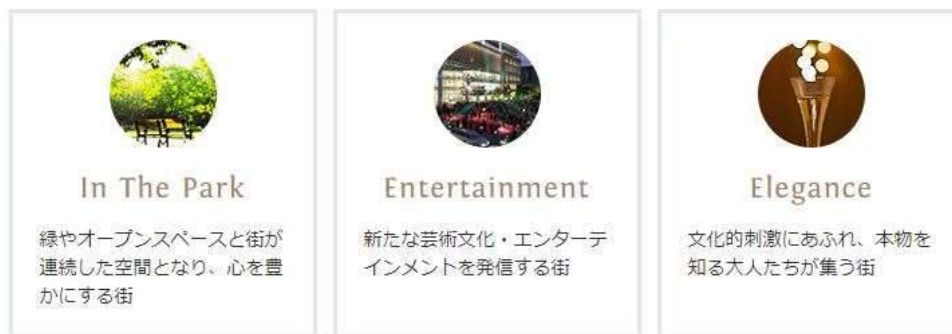 In The Park
緑やオープンスペースと街が
連続した空間となり、心を豊
かにする街
Entertainment
新たな芸術文化・エンターテ
インメントを発信する街
Elegance
文化的刺激にあふれ、本物を
知る大人たちが集う街